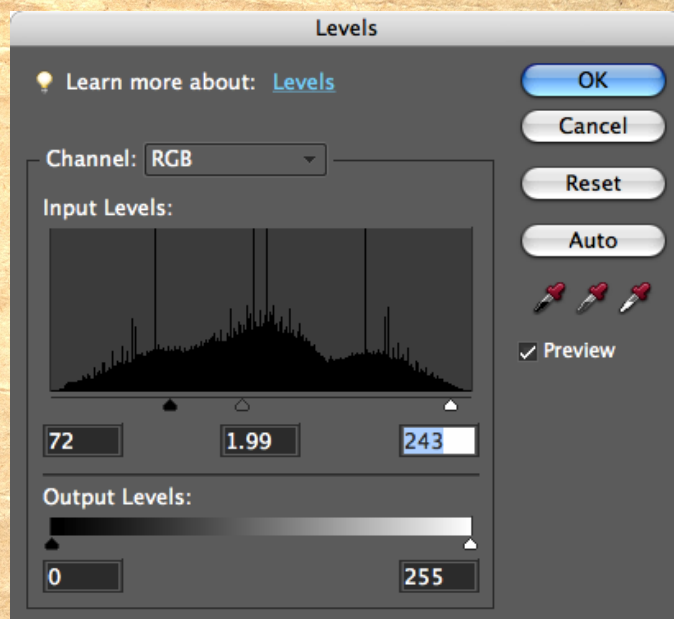 Levels
Learn more about: Levels
OK
Cancel
Channel: RGB
Reset
Input Levels:
Auto
Preview
72 1.99 243
Output Levels:
0 255